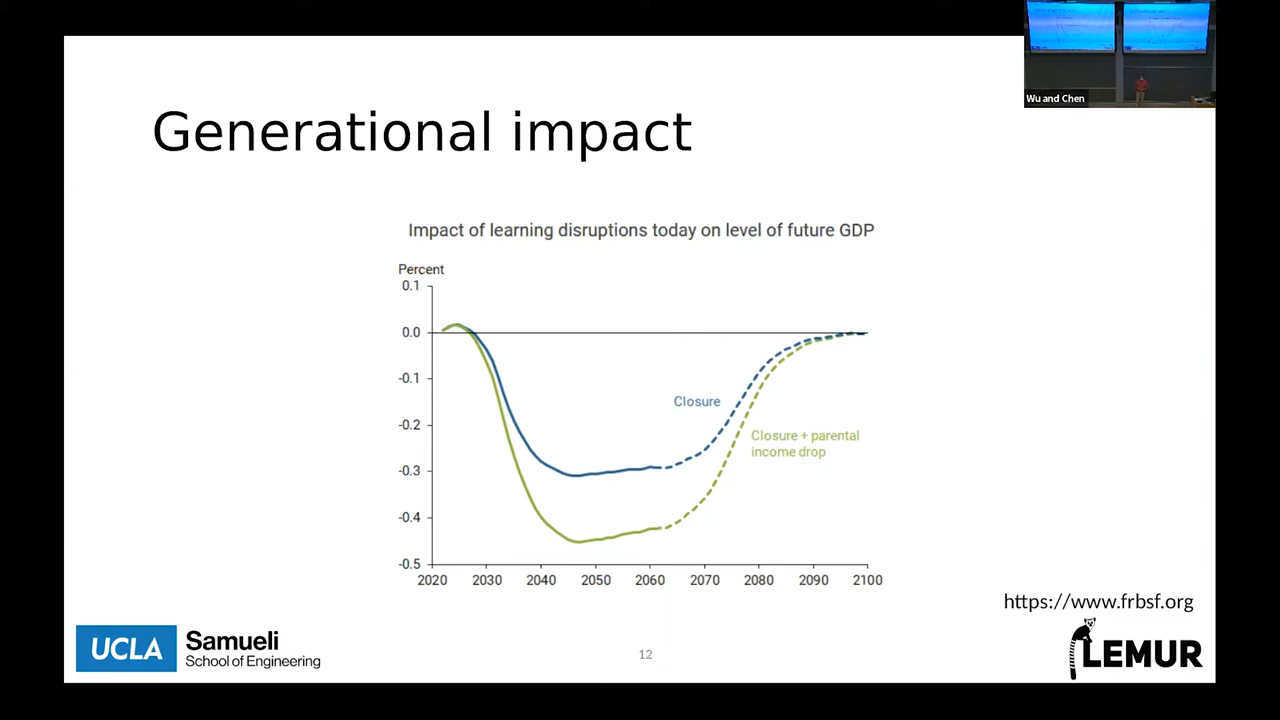 Wu and Chen
Generational impact
Impact of learning disruptions today on level of future GDP
Percent
0.1
0.0
-0.1
-0.2
-0.3
-0.4
-0.5
Closure
Closure + parental
income drop
2020 2030 2040 2050 2060 2070 2080 2090 2100
https://www.frbsf.org
UCLA Samueli
School of Engineering
12
LEMUR